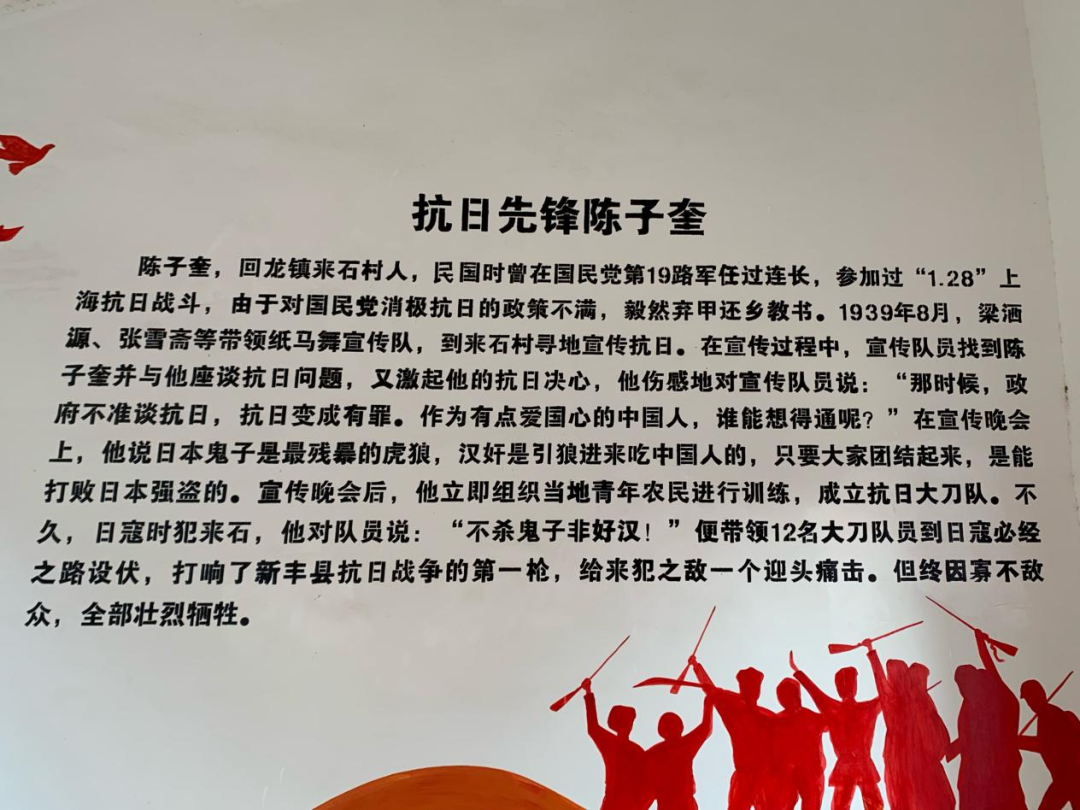 抗日先锋陈子奎
陈子奎，回龙镇来石村人，民国时曾在国民党第19路军任过连长，参加过“1.28”上
海抗日战斗，由于对国民党消极抗日的政策不满，毅然弃甲还乡教书。1939年8月，梁洒
源、张雪斋等带领纸马舞宣传队，到来石村寻地宣传抗日。在宣传过程中，宣传队员找到陈
子奎并与他座谈抗日问题，又激起他的抗日决心，他伤感地对宣传队员说：“那时候，政
府不准谈抗日，抗日变成有罪。作为有点爱国心的中国人，谁能想得通呢？”在宣传晚会
上，他说日本鬼子是最残暴的虎狼，汉奸是引狼进来吃中国人的，只要大家团结起来，是能
打败日本强盗的。宣传晚会后，他立即组织当地青年农民进行训练，成立抗日大刀队。不
久，日寇时犯来石，他对队员说：“不杀鬼子非好汉！”便带领12名大刀队员到日寇必经
之路设伏，打响了新丰县抗日战争的第一枪，给来犯之敌一个迎头痛击。但终因寡不敌
众，全部壮烈牺牲。